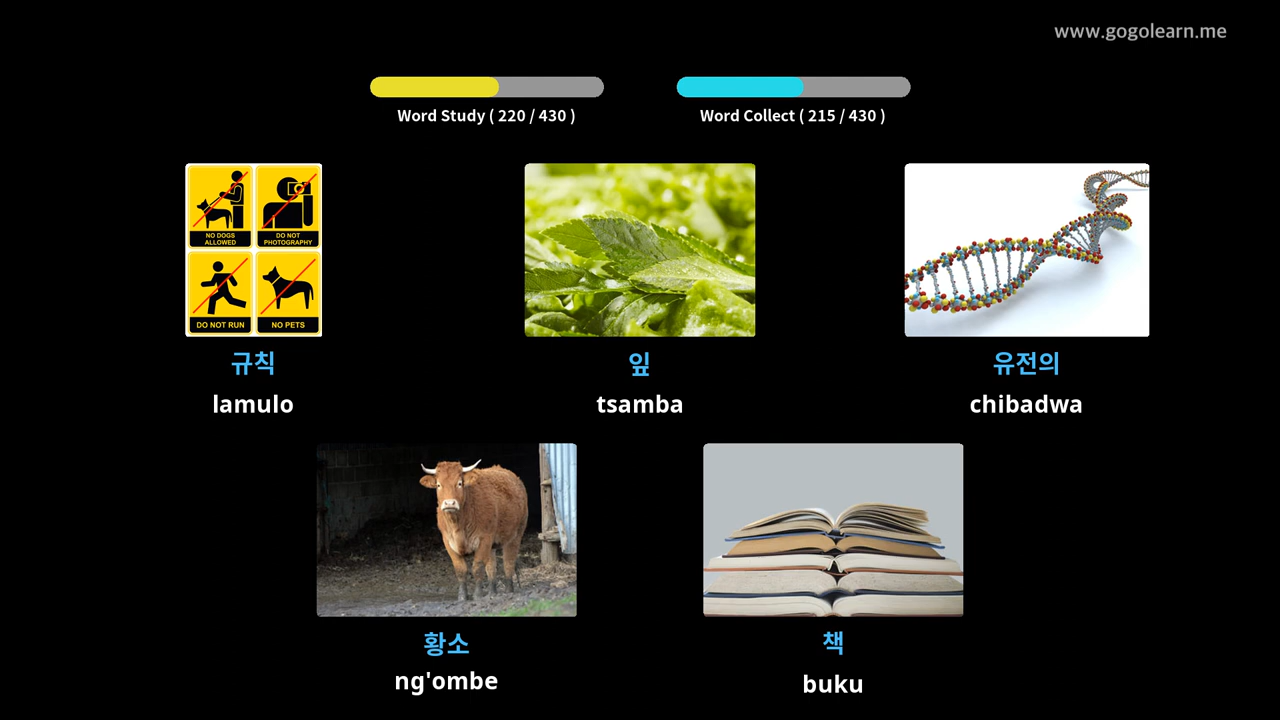 www.gogolearn.me
Word Study ( 220 / 430 )
Word Collect ( 215 / 430 )
NO DOGS
ALLOWED
DO NOT
PHOTOGRAPHY
DO NOT RUN
NO PETS
규칙
lamulo
잎
tsamba
유전의
chibadwa
황소
ng'ombe
책
buku